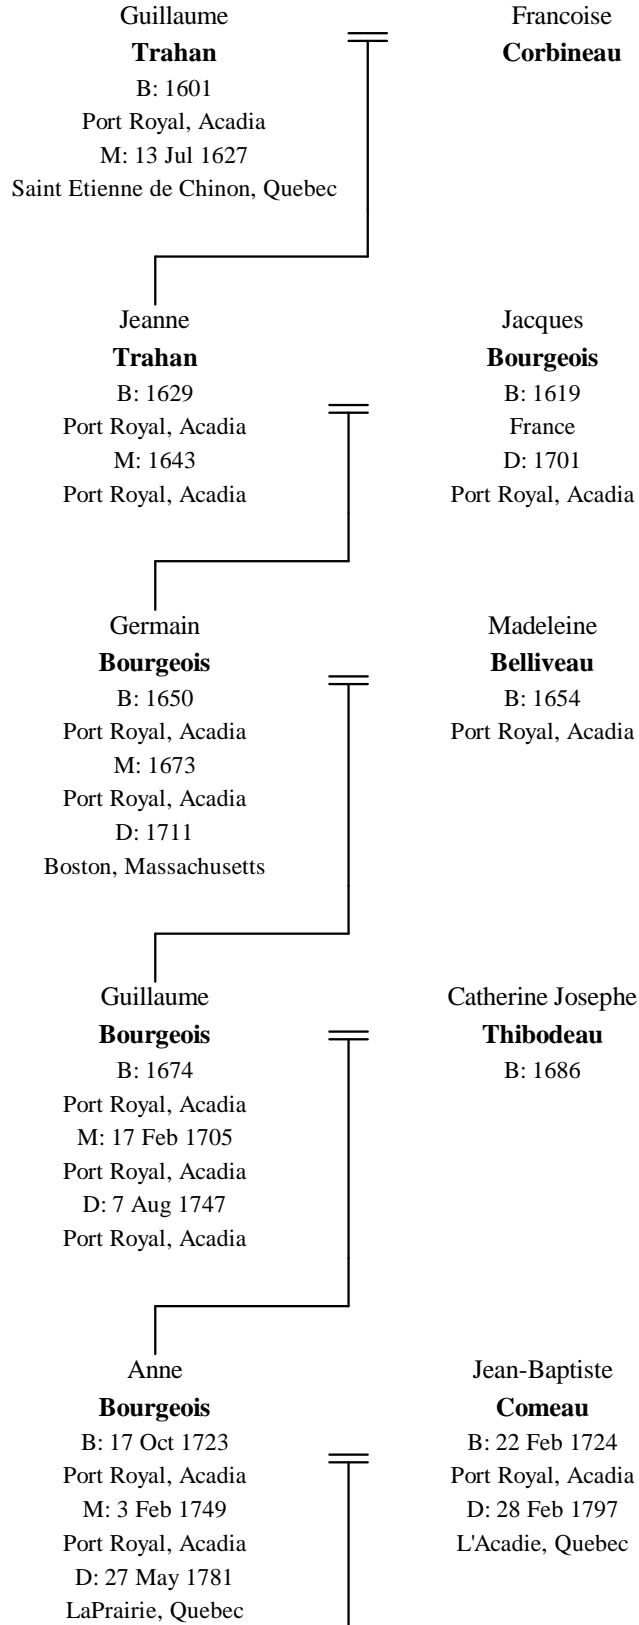 Guillaume
Trahan
B: 1601
Port Royal, Acadia
M: 13 Jul 1627
Saint Etienne de Chinon, Quebec
Francoise
Corbineau
Jeanne
Trahan
B: 1629
Port Royal, Acadia
M: 1643
Port Royal, Acadia
Jacques
Bourgeois
B: 1619
France
D: 1701
Port Royal, Acadia
Germain
Bourgeois
B: 1650
Port Royal, Acadia
M: 1673
Port Royal, Acadia
D: 1711
Boston, Massachusetts
Madeleine
Belliveau
B: 1654
Port Royal, Acadia
Guillaume
Bourgeois
B: 1674
Port Royal, Acadia
M: 17 Feb 1705
Port Royal, Acadia
D: 7 Aug 1747
Port Royal, Acadia
Catherine Josephe
Thibodeau
B: 1686
Anne
Bourgeois
B: 17 Oct 1723
Port Royal, Acadia
M: 3 Feb 1749
Port Royal, Acadia
D: 27 May 1781
LaPrairie, Quebec
Jean-Baptiste
Comeau
B: 22 Feb 1724
Port Royal, Acadia
D: 28 Feb 1797
L'Acadie, Quebec